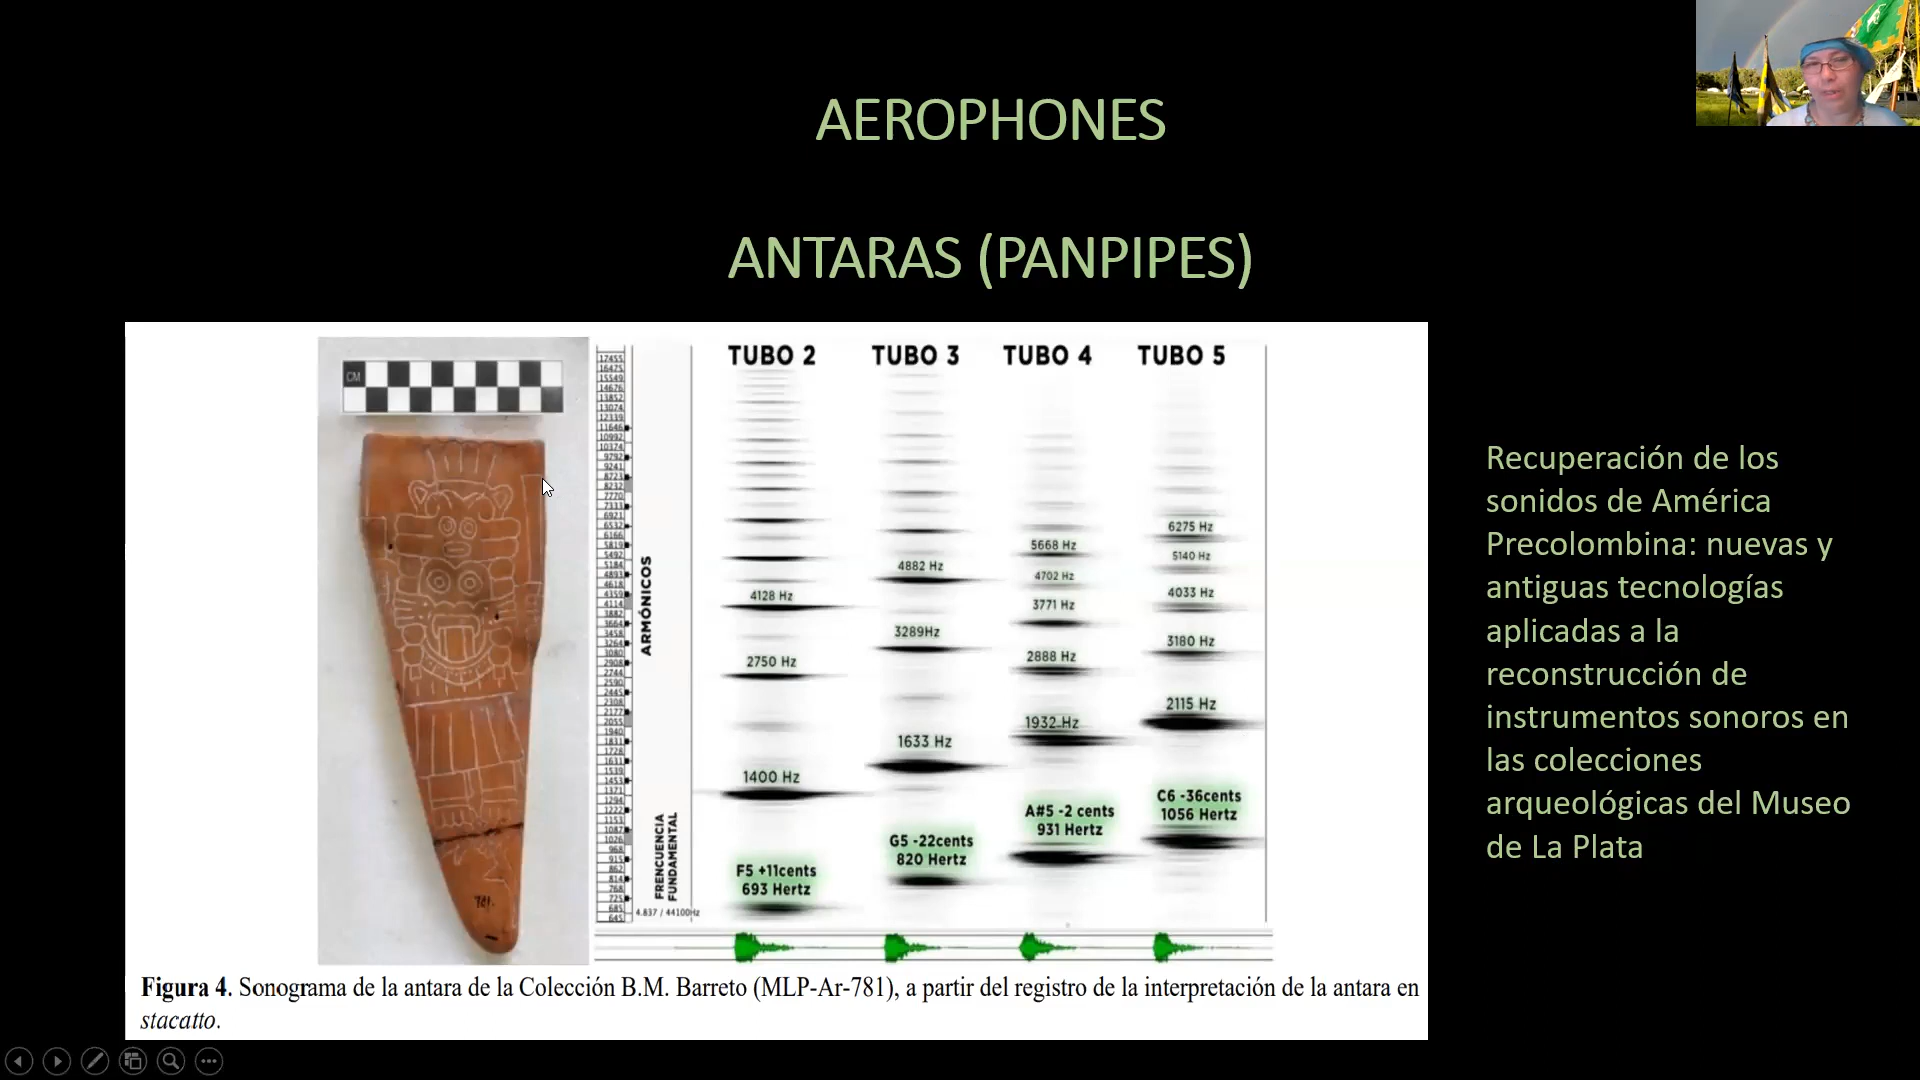 AEROPHONES
ANTARAS (PANPIPES)
CM
781.
TUBO 2
TUBO 3
TUBO 4
TUBO 5
ARMÓNICOS
FRENCUENCIA
FUNDAMENTAL
4.837 / 44100Hz
4128 Hz
2750 Hz
1400 Hz
F5 +11cents
693 Hertz
4882 Hz
3289Hz
1633 Hz
G5 -22cents
820 Hertz
5668 Hz
4702 Hz
3771 Hz
2888 Hz
1932 Hz
A#5 -2 cents
931 Hertz
6275 Hz
5140 Hz
4033 Hz
3180 Hz
2115 Hz
C6 -36cents
1056 Hertz
Figura 4. Sonograma de la antara de la Colección B.M. Barreto (MLP-Ar-781), a partir del registro de la interpretación de la antara en
stacatto.
Recuperación de los
sonidos de América
Precolombina: nuevas y
antiguas tecnologías
aplicadas a la
reconstrucción de
instrumentos sonoros en
las colecciones
arqueológicas del Museo
de La Plata